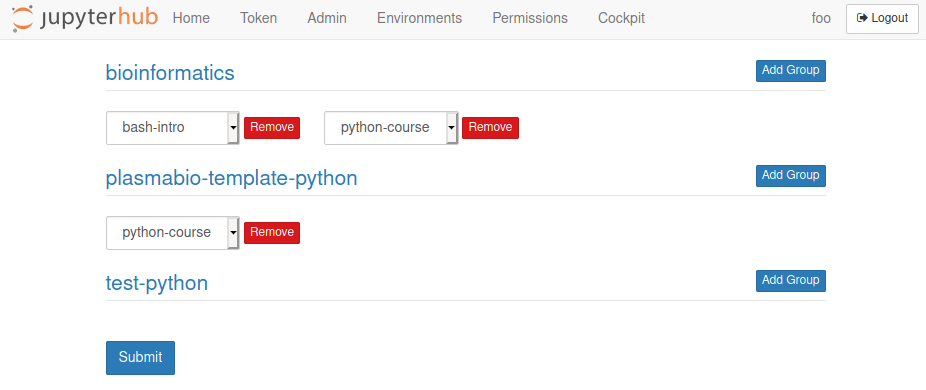 jupyterhub Home Token Admin Environments Permissions Cockpit foo Logout
bioinformatics Add Group
bash-intro Remove python-course Remove
plasmabio-template-python Add Group
python-course Remove
test-python Add Group
Submit